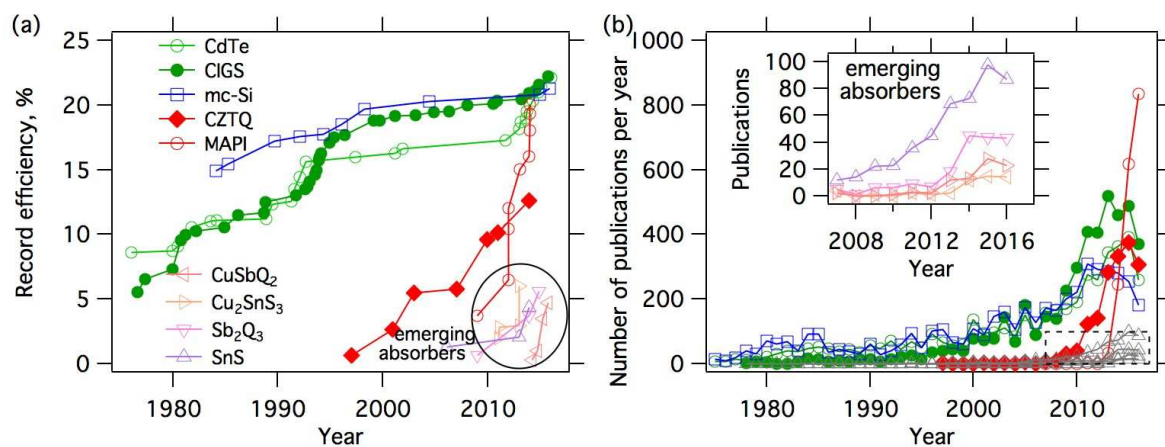 (a)
25
20
15
10
5
0
Record efficiency, %
CdTe
CIGS
mc-Si
CZTQ
MAPI
CuSbQ₂
Cu₂SnS₃
Sb₂Q₃
SnS
emerging
absorbers
1980
1990
2000
2010
Year
(b)
1000
800
600
400
200
0
Number of publications per year
100
80
60
40
20
0
Publications
emerging
absorbers
2008
2012
2016
Year
1980
1990
2000
2010
Year